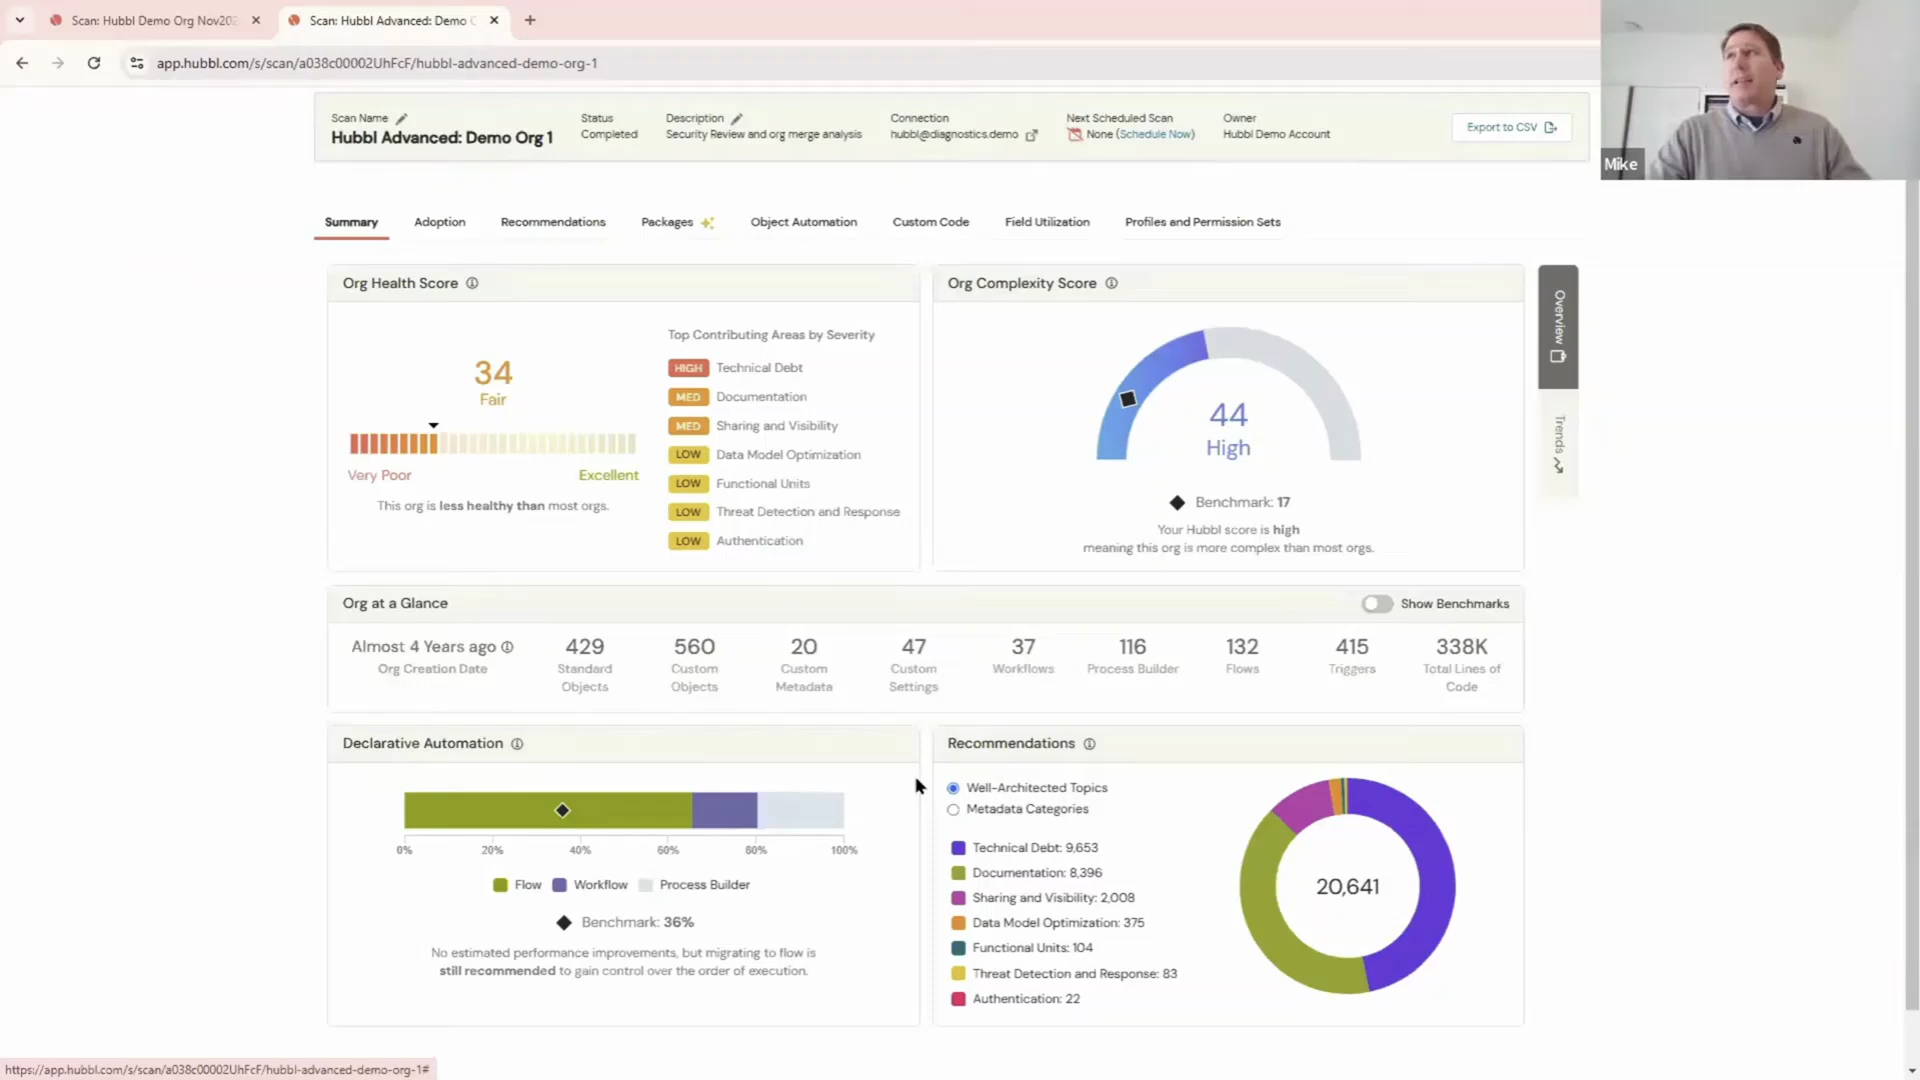 Scan: Hubbl Demo Org Nov202
Scan: Hubbl Advanced: Demo O
app.hubbl.com/s/scan/a038c00002UhFcF/hubbl-advanced-demo-org-1
Mike
Scan Name
Hubbl Advanced: Demo Org 1
Status
Completed
Description
Security Review and org merge analysis
Connection
hubbl@diagnostics.demo
Next Scheduled Scan
None (Schedule Now)
Owner
Hubbl Demo Account
Export to CSV
Summary
Adoption
Recommendations
Packages
Object Automation
Custom Code
Field Utilization
Profiles and Permission Sets
Org Health Score
34
Fair
Very Poor
Excellent
This org is less healthy than most orgs.
Top Contributing Areas by Severity
HIGH Technical Debt
MED Documentation
MED Sharing and Visibility
LOW Data Model Optimization
LOW Functional Units
LOW Threat Detection and Response
LOW Authentication
Org Complexity Score
44
High
Benchmark: 17
Your Hubbl score is high
meaning this org is more complex than most orgs.
Overview
Trends
Org at a Glance
Show Benchmarks
Almost 4 Years ago
Org Creation Date
429
Standard
Objects
560
Custom
Objects
20
Custom
Metadata
47
Custom
Settings
37
Workflows
116
Process Builder
132
Flows
415
Triggers
338K
Total Lines of
Code
Declarative Automation
0% 20% 40% 60% 80% 100%
Flow Workflow Process Builder
Benchmark: 36%
No estimated performance improvements, but migrating to flow is
still recommended to gain control over the order of execution.
Recommendations
Well-Architected Topics
Metadata Categories
Technical Debt: 9,653
Documentation: 8,396
Sharing and Visibility: 2,008
Data Model Optimization: 375
Functional Units: 104
Threat Detection and Response: 83
Authentication: 22
20,641
https://app.hubbl.com/s/scan/a038c00002UhFcF/hubbl-advanced-demo-org-1#